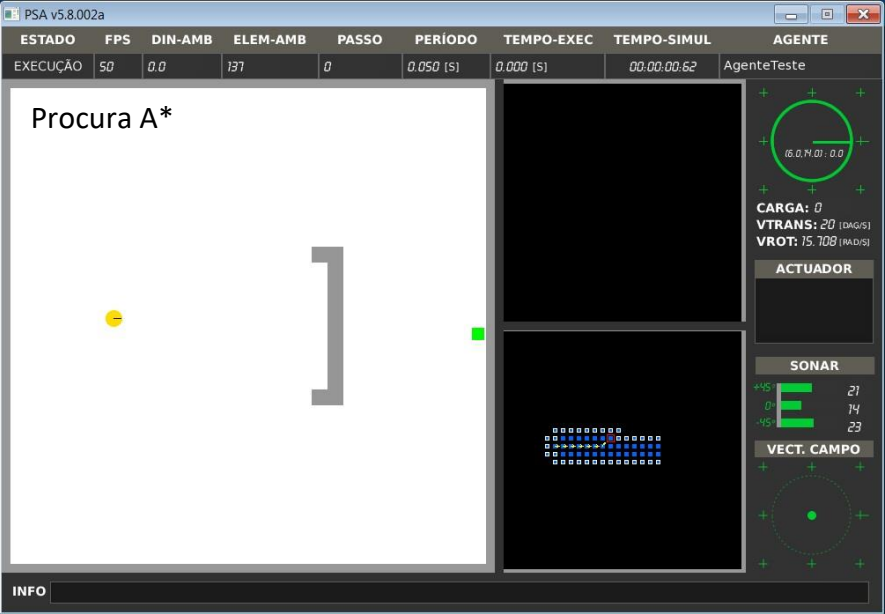 PSA v5.8.002a
ESTADO FPS DIN-AMB ELEM-AMB PASSO PERÍODO TEMPO-EXEC TEMPO-SIMUL AGENTE
EXECUÇÃO 50 0.0 137 0 0.050 [S] 0.000 [S] 00:00:00:62 AgenteTeste
Procura A*
(6.0,14.0) : 0.0
CARGA: 0
VTRANS: 20 [DAG/S]
VROT: 15.708 [RAD/S]
ACTUADOR
SONAR
+45° 21
0° 14
-45° 23
VECT. CAMPO
INFO